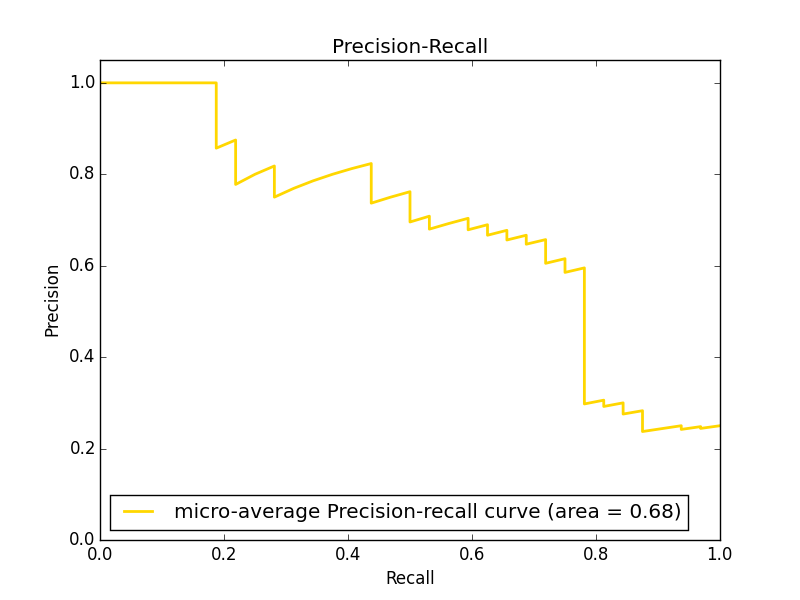 Precision-Recall
1.0
0.8
0.6
0.4
0.2
0.0
Precision
micro-average Precision-recall curve (area = 0.68)
0.0 0.2 0.4 0.6 0.8 1.0
Recall